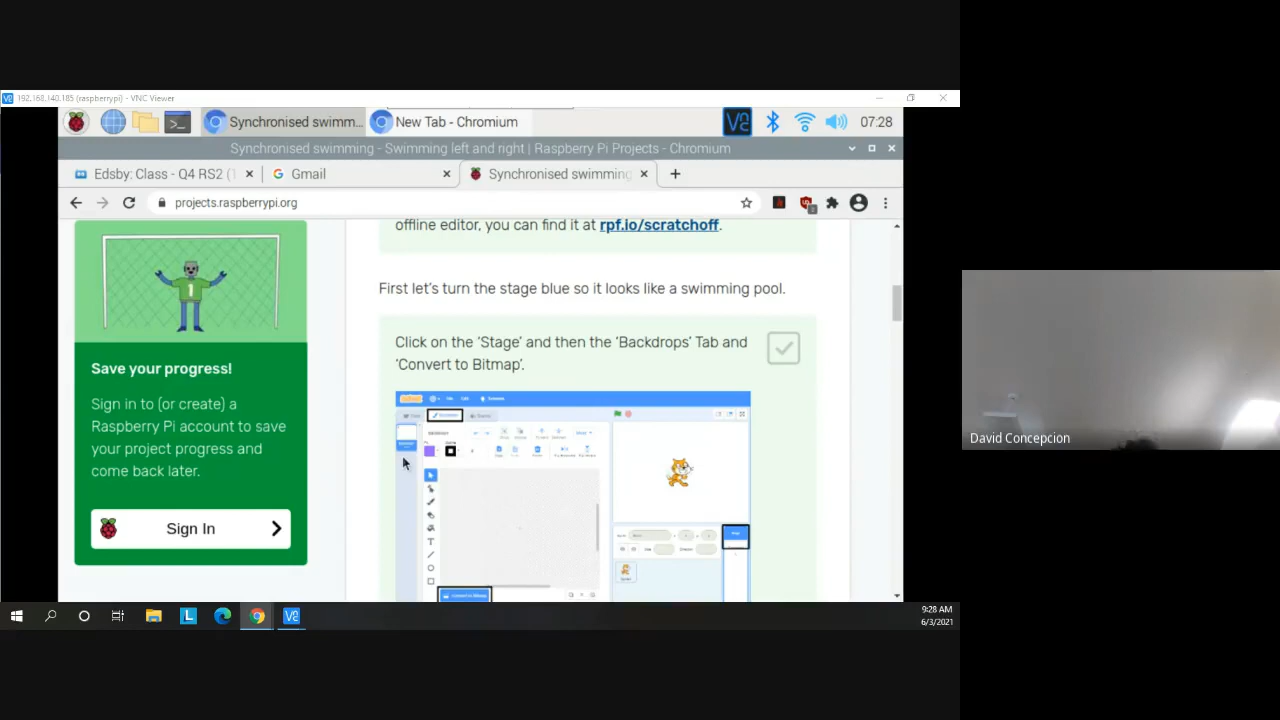 192.168.140.185 (raspberrypi) - VNC Viewer
Synchronised swimm...
New Tab - Chromium
07:28
Synchronised swimming - Swimming left and right | Raspberry Pi Projects - Chromium
Edsby: Class - Q4 RS2 (1
Gmail
Synchronised swimming
projects.raspberrypi.org
offline editor, you can find it at rpf.io/scratchoff.
First let's turn the stage blue so it looks like a swimming pool.
Click on the 'Stage' and then the 'Backdrops' Tab and
'Convert to Bitmap'.
1
Save your progress!
Sign in to (or create) a
Raspberry Pi account to save
your project progress and
come back later.
Sign In
David Concepcion
9:28 AM
6/3/2021